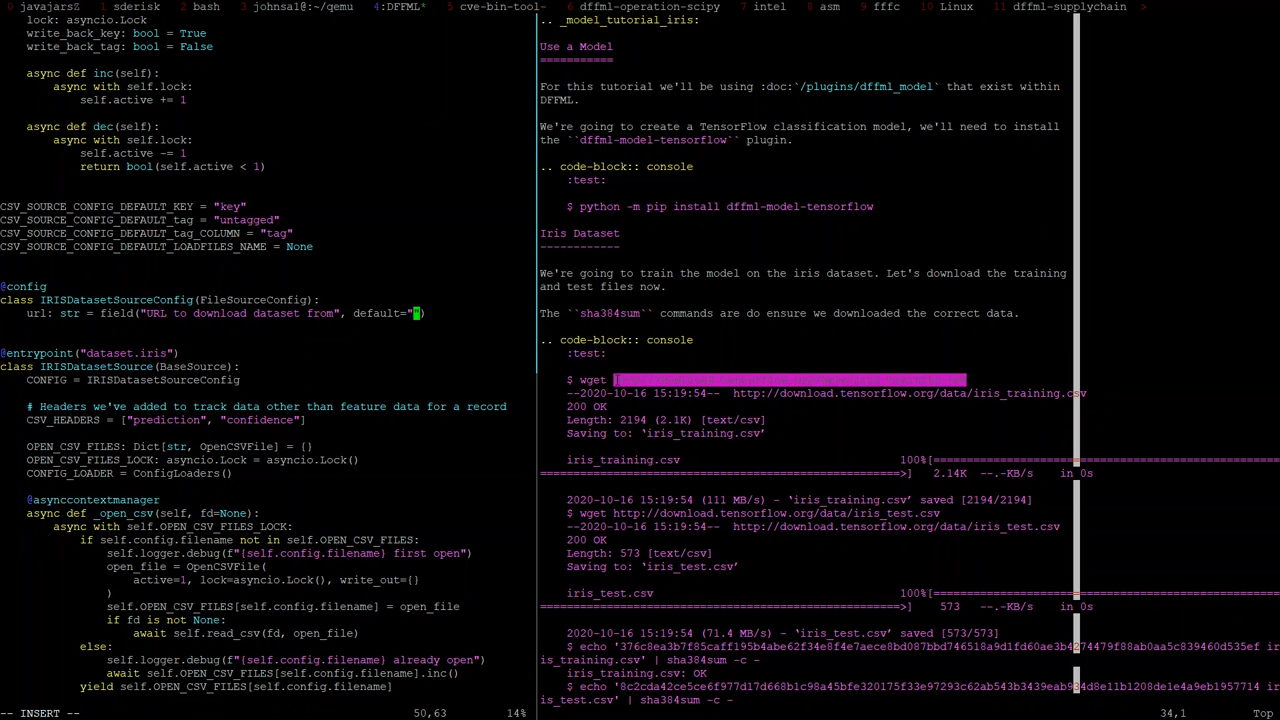 0 javajarsZ 1 sderisk 2 bash 3 johnsal@:~/qemu 4:DFFML* 5 cve-bin-tool- 6 dffml-operation-scipy 7 intel 8 asm 9 fffc 10 Linux 11 dffml-supplychain >
lock: asyncio.Lock
write_back_key: bool = True
write_back_tag: bool = False
async def inc(self):
async with self.lock:
self.active += 1
async def dec(self):
async with self.lock:
self.active -= 1
return bool(self.active < 1)
CSV_SOURCE_CONFIG_DEFAULT_KEY = "key"
CSV_SOURCE_CONFIG_DEFAULT_tag = "untagged"
CSV_SOURCE_CONFIG_DEFAULT_tag_COLUMN = "tag"
CSV_SOURCE_CONFIG_DEFAULT_LOADFILES_NAME = None
@config
class IRISDatasetSourceConfig(FileSourceConfig):
url: str = field("URL to download dataset from", default="")
@entrypoint("dataset.iris")
class IRISDatasetSource(BaseSource):
CONFIG = IRISDatasetSourceConfig
# Headers we've added to track data other than feature data for a record
CSV_HEADERS = ["prediction", "confidence"]
OPEN_CSV_FILES: Dict[str, OpenCSVFile] = {}
OPEN_CSV_FILES_LOCK: asyncio.Lock = asyncio.Lock()
CONFIG_LOADER = ConfigLoaders()
@asynccontextmanager
async def _open_csv(self, fd=None):
async with self.OPEN_CSV_FILES_LOCK:
if self.config.filename not in self.OPEN_CSV_FILES:
self.logger.debug(f"{self.config.filename} first open")
open_file = OpenCSVFile(
active=1, lock=asyncio.Lock(), write_out={}
)
self.OPEN_CSV_FILES[self.config.filename] = open_file
if fd is not None:
await self.read_csv(fd, open_file)
else:
self.logger.debug(f"{self.config.filename} already open")
await self.OPEN_CSV_FILES[self.config.filename].inc()
yield self.OPEN_CSV_FILES[self.config.filename]
-- INSERT -- 50,63 14%
.. _model_tutorial_iris:
Use a Model
===========
For this tutorial we'll be using :doc:`/plugins/dffml_model` that exist within
DFFML.
We're going to create a TensorFlow classification model, we'll need to install
the ``dffml-model-tensorflow`` plugin.
.. code-block:: console
:test:
$ python -m pip install dffml-model-tensorflow
Iris Dataset
------------
We're going to train the model on the iris dataset. Let's download the training
and test files now.
The ``sha384sum`` commands are do ensure we downloaded the correct data.
.. code-block:: console
:test:
$ wget
--2020-10-16 15:19:54-- http://download.tensorflow.org/data/iris_training.csv
200 OK
Length: 2194 (2.1K) [text/csv]
Saving to: ‘iris_training.csv’
iris_training.csv 100%[==========================
===================================================>] 2.14K --.-KB/s in 0s
2020-10-16 15:19:54 (111 MB/s) - ‘iris_training.csv’ saved [2194/2194]
$ wget http://download.tensorflow.org/data/iris_test.csv
--2020-10-16 15:19:54-- http://download.tensorflow.org/data/iris_test.csv
200 OK
Length: 573 [text/csv]
Saving to: ‘iris_test.csv’
iris_test.csv 100%[==========================
===================================================>] 573 --.-KB/s in 0s
2020-10-16 15:19:54 (71.4 MB/s) - ‘iris_test.csv’ saved [573/573]
$ echo '376c8ea3b7f85caff195b4abe62f34e8f4e7aece8bd087bbd746518a9d1fd60ae3b4274479f88ab0aa5c839460d535ef ir
is_training.csv' | sha384sum -c -
iris_training.csv: OK
$ echo '8c2cda42ce5ce6f977d17d668b1c98a45bfe320175f33e97293c62ab543b3439eab934d8e11b1208de1e4a9eb1957714 ir
is_test.csv' | sha384sum -c -
34,1 Top